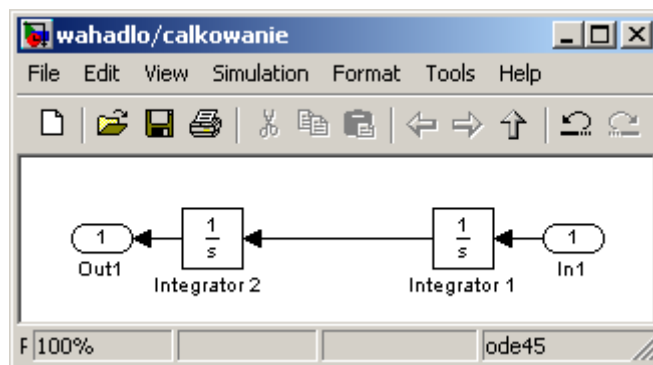 wahadlo/calkowanie
File Edit View Simulation Format Tools Help
1 1/s 1/s 1
Out1 Integrator 2 Integrator 1 In1
F 100% ode45